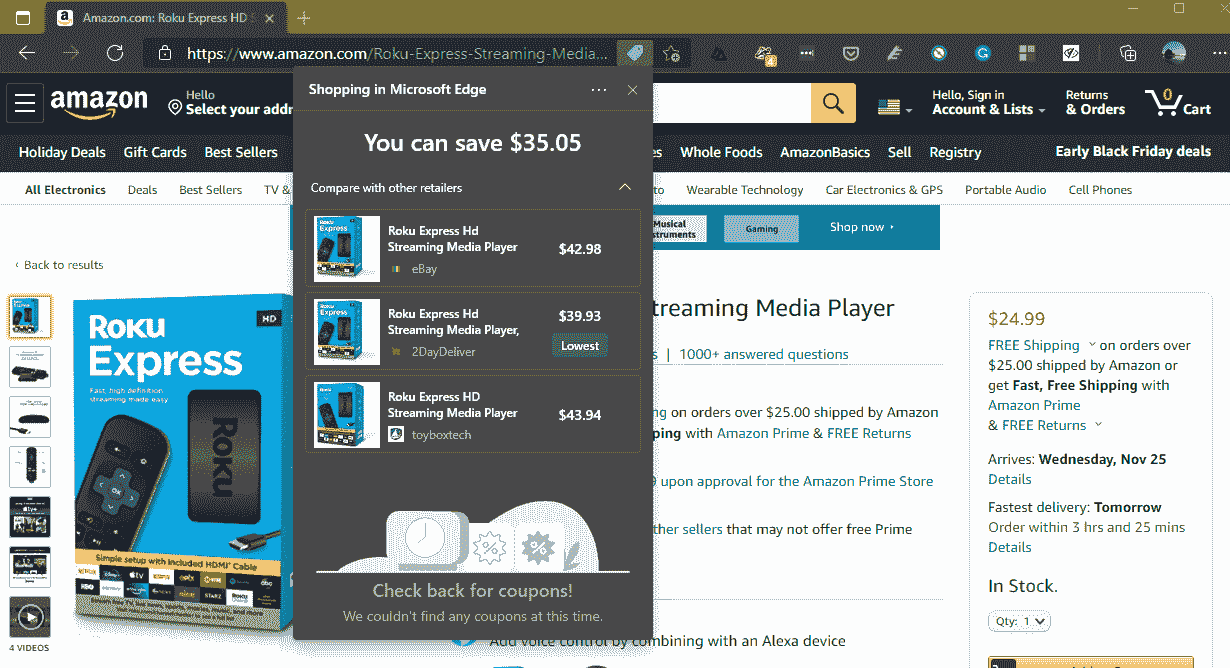 Amazon.com: Roku Express HD S
https://www.amazon.com/Roku-Express-Streaming-Media...
4
Shopping in Microsoft Edge
You can save $35.05
Compare with other retailers
Roku Express Hd
Streaming Media Player
eBay
$42.98
Roku Express Hd
Streaming Media Player,
2DayDeliver
$39.93
Lowest
Roku Express HD
Streaming Media Player
toyboxtech
$43.94
Check back for coupons!
We couldn't find any coupons at this time.
amazon
Hello
Select your addr
Hello, Sign in
Account & Lists
Returns
& Orders
0
Cart
Holiday Deals
Gift Cards
Best Sellers
es
Whole Foods
AmazonBasics
Sell
Registry
Early Black Friday deals
All Electronics
Deals
Best Sellers
TV &
to
Wearable Technology
Car Electronics & GPS
Portable Audio
Cell Phones
Musical
struments
Gaming
Shop now
‹ Back to results
4 VIDEOS
Roku
Express
HD
Fast, high definition
streaming made easy
Roku
OK
Simple setup with Included HDMI® Cable
treaming Media Player
s | 1000+ answered questions
ng on orders over $25.00 shipped by Amazon
ping with Amazon Prime & FREE Returns
9 upon approval for the Amazon Prime Store
ther sellers that may not offer free Prime
Add voice control by combining with an Alexa device
$24.99
FREE Shipping on orders over
$25.00 shipped by Amazon or
get Fast, Free Shipping with
Amazon Prime
& FREE Returns
Arrives: Wednesday, Nov 25
Details
Fastest delivery: Tomorrow
Order within 3 hrs and 25 mins
Details
In Stock.
Qty: 1